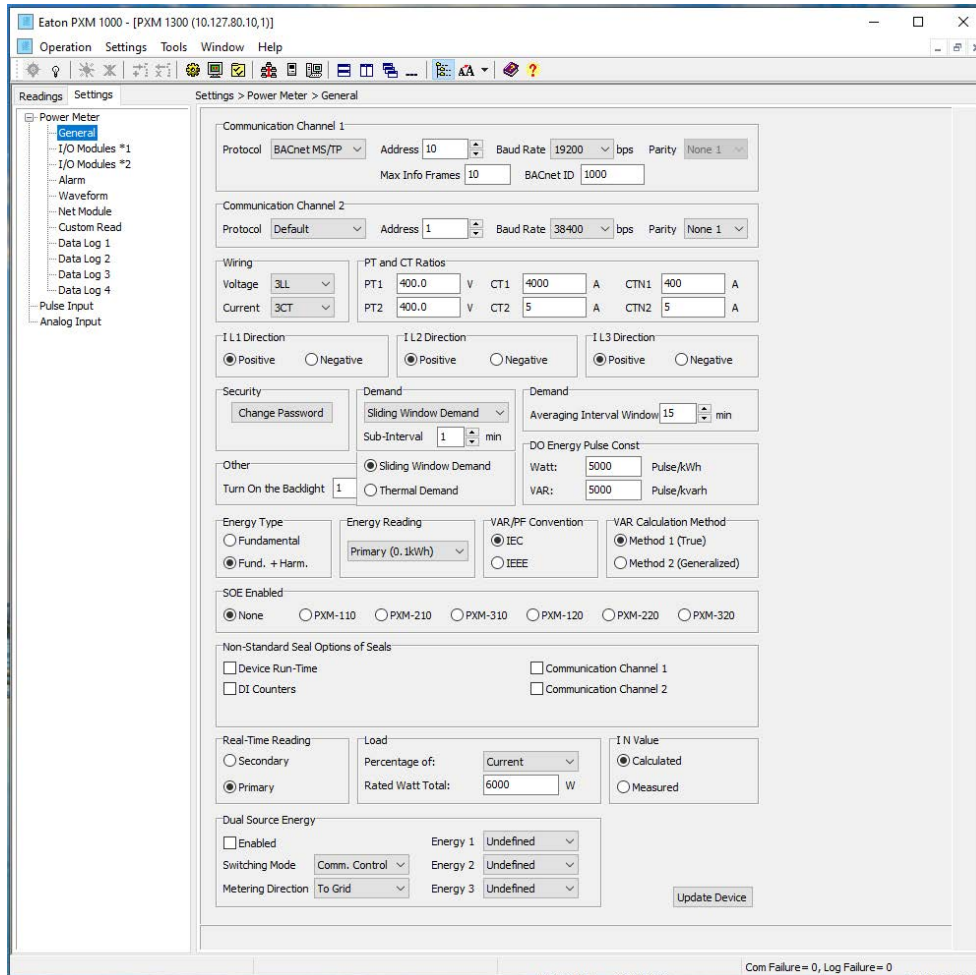 Eaton PXM 1000 - [PXM 1300 (10.127.80.10,1)]
Operation Settings Tools Window Help
Readings Settings
Settings > Power Meter > General
Power Meter
General
I/O Modules *1
I/O Modules *2
Alarm
Waveform
Net Module
Custom Read
Data Log 1
Data Log 2
Data Log 3
Data Log 4
Pulse Input
Analog Input
Communication Channel 1
Protocol BACnet MS/TP Address 10 Baud Rate 19200 bps Parity None 1
Max Info Frames 10 BACnet ID 1000
Communication Channel 2
Protocol Default Address 1 Baud Rate 38400 bps Parity None 1
Wiring
Voltage 3LL
Current 3CT
PT and CT Ratios
PT1 400.0 V CT1 4000 A CTN1 400 A
PT2 400.0 V CT2 5 A CTN2 5 A
I L1 Direction
Positive Negative
I L2 Direction
Positive Negative
I L3 Direction
Positive Negative
Security
Change Password
Demand
Sliding Window Demand
Sub-Interval 1 min
Sliding Window Demand
Thermal Demand
Demand
Averaging Interval Window 15 min
Other
Turn On the Backlight 1
DO Energy Pulse Const
Watt: 5000 Pulse/kWh
VAR: 5000 Pulse/kvarh
Energy Type
Fundamental
Fund. + Harm.
Energy Reading
Primary (0.1kWh)
VAR/PF Convention
IEC
IEEE
VAR Calculation Method
Method 1 (True)
Method 2 (Generalized)
SOE Enabled
None PXM-110 PXM-210 PXM-310 PXM-120 PXM-220 PXM-320
Non-Standard Seal Options of Seals
Device Run-Time Communication Channel 1
DI Counters Communication Channel 2
Real-Time Reading
Secondary
Primary
Load
Percentage of: Current
Rated Watt Total: 6000 W
I N Value
Calculated
Measured
Dual Source Energy
Enabled Energy 1 Undefined
Switching Mode Comm. Control Energy 2 Undefined
Metering Direction To Grid Energy 3 Undefined
Update Device
Com Failure= 0, Log Failure= 0